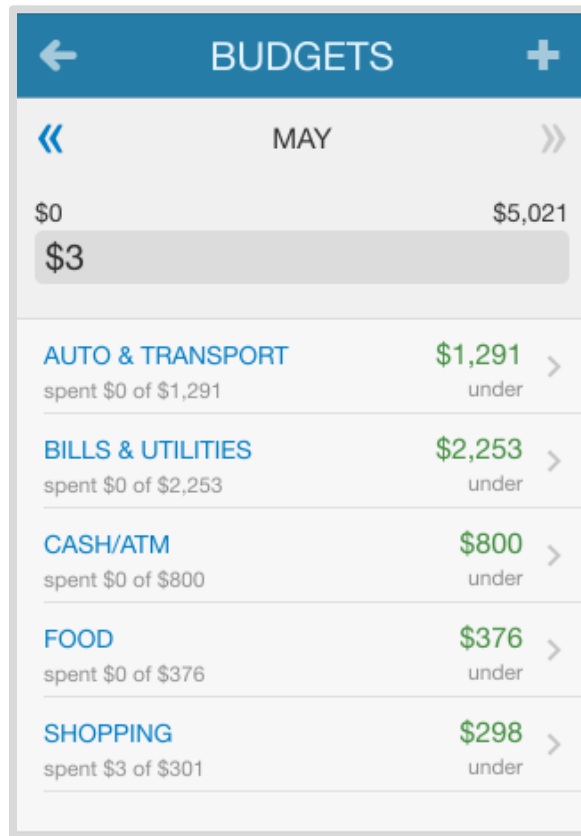 BUDGETS
MAY
$0 $5,021
$3
AUTO & TRANSPORT $1,291
spent $0 of $1,291 under
BILLS & UTILITIES $2,253
spent $0 of $2,253 under
CASH/ATM $800
spent $0 of $800 under
FOOD $376
spent $0 of $376 under
SHOPPING $298
spent $3 of $301 under